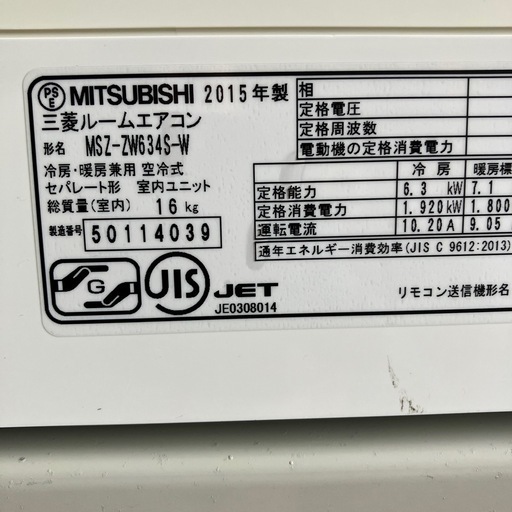 PS E MITSUBISHI 2015年製
三菱ルームエアコン
形名 MSZ-ZW634S-W
冷房・暖房兼用 空冷式
セパレート形 室内ユニット
総質量(室内) 16kg
製造番号 50114039
G JIS JET
JE0308014
相
定格電圧
定格周波数
電動機の定格消費電力
冷房 暖房標
定格能力 6.3 kW 7.1
定格消費電力 1.920kW 1.800
運転電流 10.20A 9.05
通年エネルギー消費効率(JIS C 9612:2013)
リモコン送信機形名